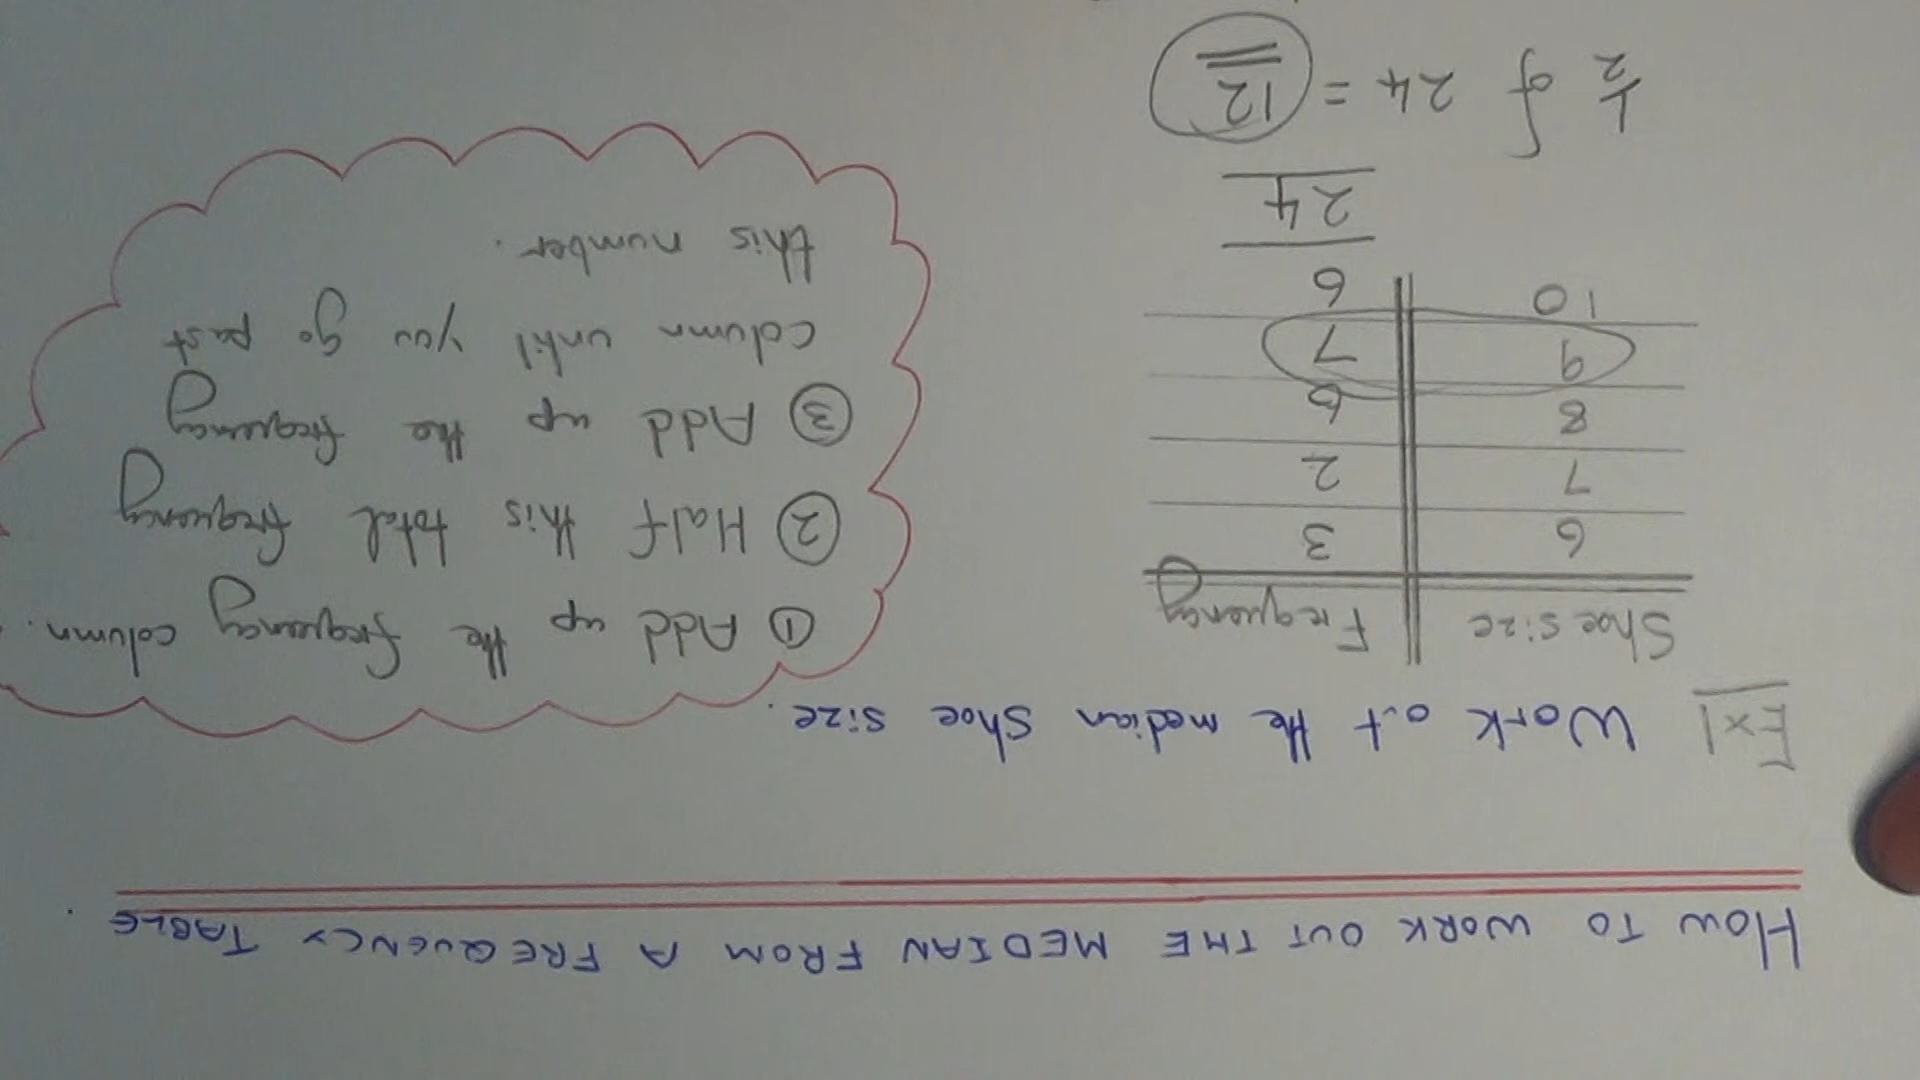 HOW TO WORK OUT THE MEDIAN FROM A FREQUENCY TABLE.
Ex1 Work out the median shoe size.
Shoe size Frequency
6 3
7 2
8 6
9 7
10 6
24
1/2 of 24 = 12
① Add up the frequency column.
② Half this total frequency
③ Add up the frequency
column until you go past
this number.